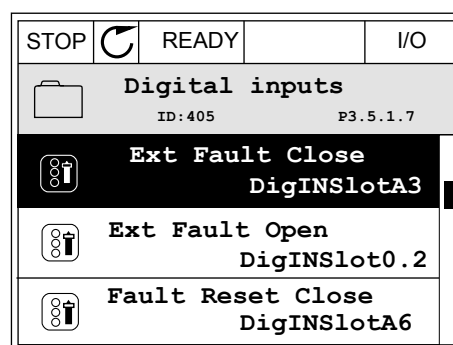 STOP READY I/O
Digital inputs
ID:405 P3.5.1.7
Ext Fault Close
DigINSlotA3
Ext Fault Open
DigINSlot0.2
Fault Reset Close
DigINSlotA6